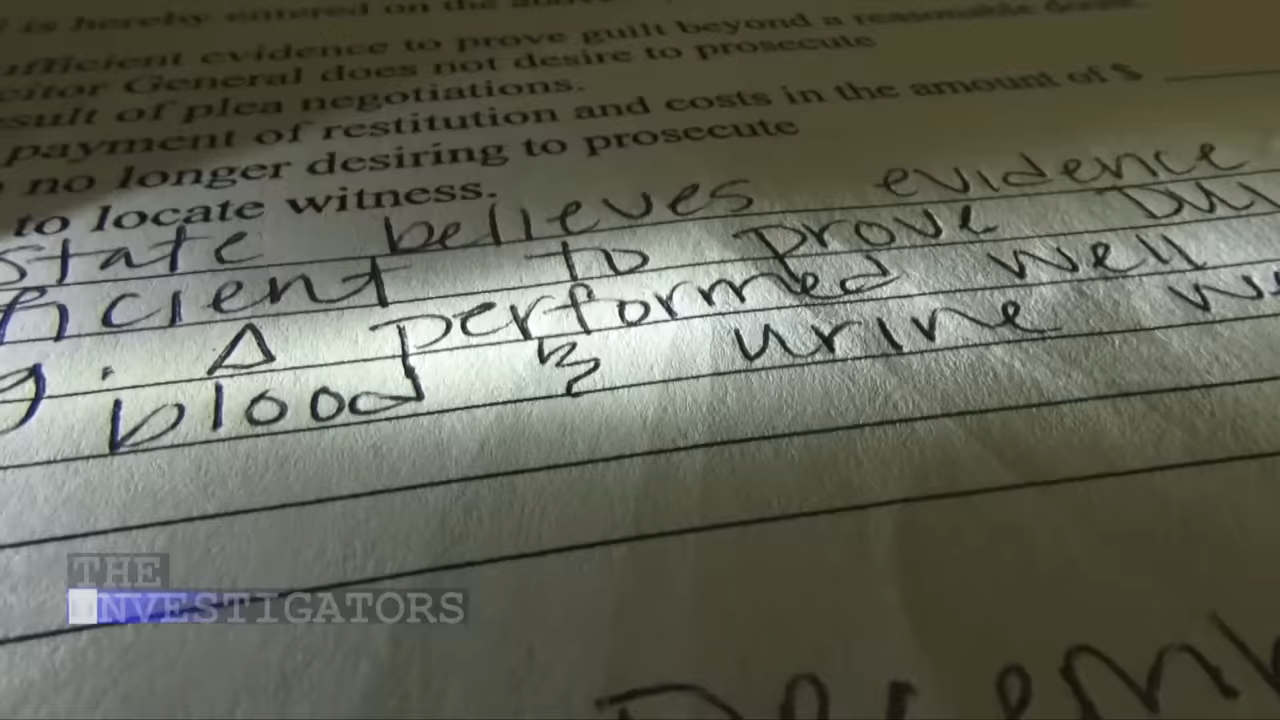 is hereby entered on the above
ufficient evidence to prove guilt beyond a reasonable doubt.
citor General does not desire to prosecute
sult of plea negotiations.
payment of restitution and costs in the amount of $
no longer desiring to prosecute
to locate witness.
State believes evidence
ficient to prove DUI
g. Δ performed well
blood & urine w
THE
INVESTIGATORS
Decemb